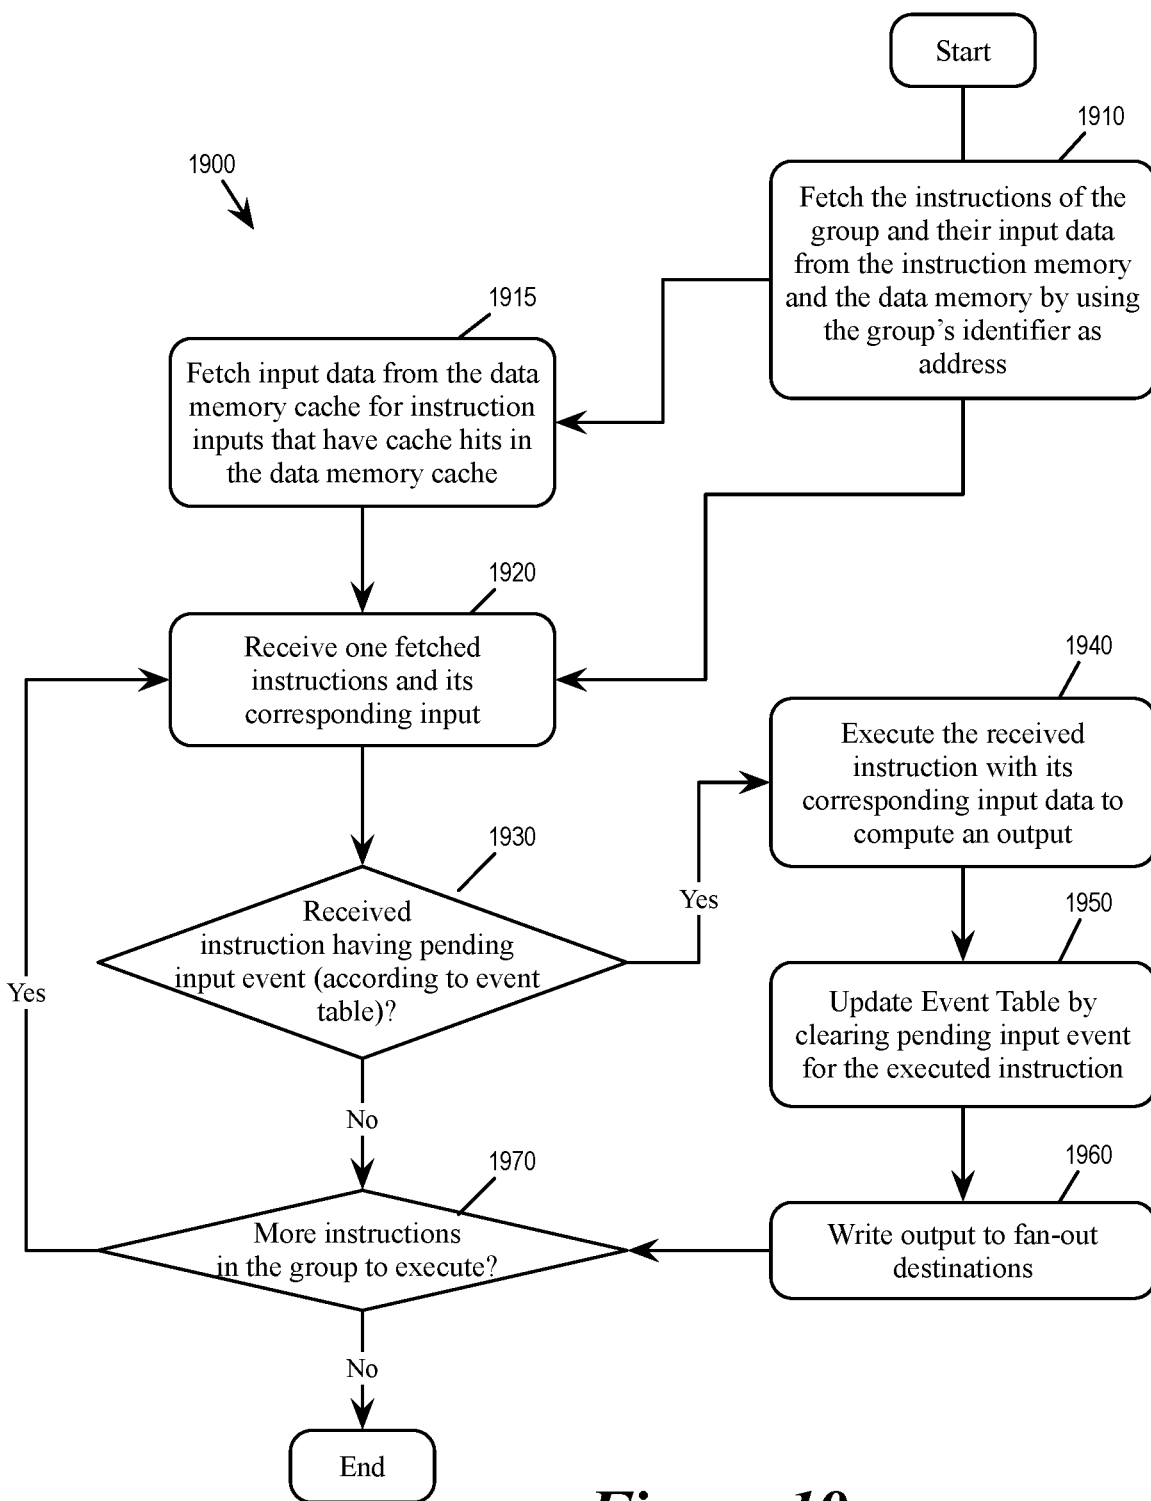 Start
1910
1900
Fetch the instructions of the
group and their input data
from the instruction memory
and the data memory by using
the group's identifier as
address
1915
Fetch input data from the data
memory cache for instruction
inputs that have cache hits in
the data memory cache
1920
Receive one fetched
instructions and its
corresponding input
1940
Execute the received
instruction with its
corresponding input data to
compute an output
1930
Received
instruction having pending
input event (according to event
table)?
Yes
Yes
1950
Update Event Table by
clearing pending input event
for the executed instruction
No
1970
More instructions
in the group to execute?
1960
Write output to fan-out
destinations
No
End